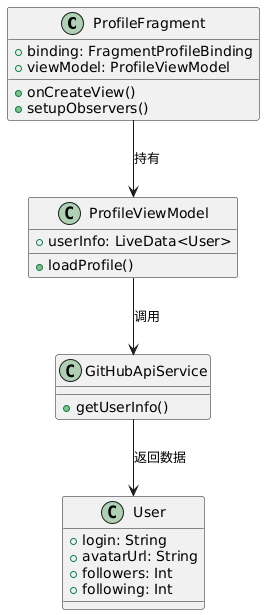 C ProfileFragment
binding: FragmentProfileBinding
viewModel: ProfileViewModel
onCreateView()
setupObservers()
持有
C ProfileViewModel
userInfo: LiveData<User>
loadProfile()
调用
C GitHubApiService
getUserInfo()
返回数据
C User
login: String
avatarUrl: String
followers: Int
following: Int